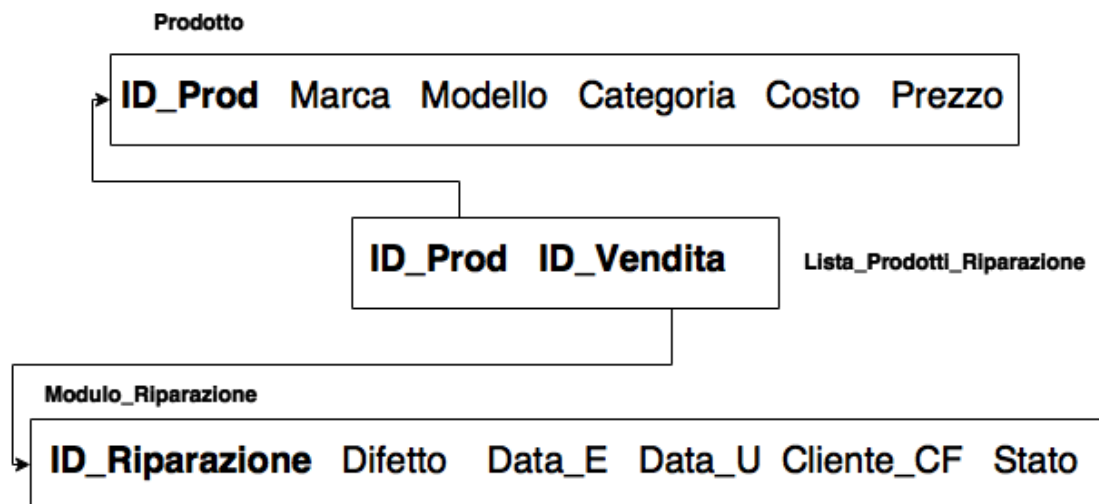 Prodotto
ID_Prod Marca Modello Categoria Costo Prezzo
ID_Prod ID_Vendita
Lista_Prodotti_Riparazione
Modulo_Riparazione
ID_Riparazione Difetto Data_E Data_U Cliente_CF Stato